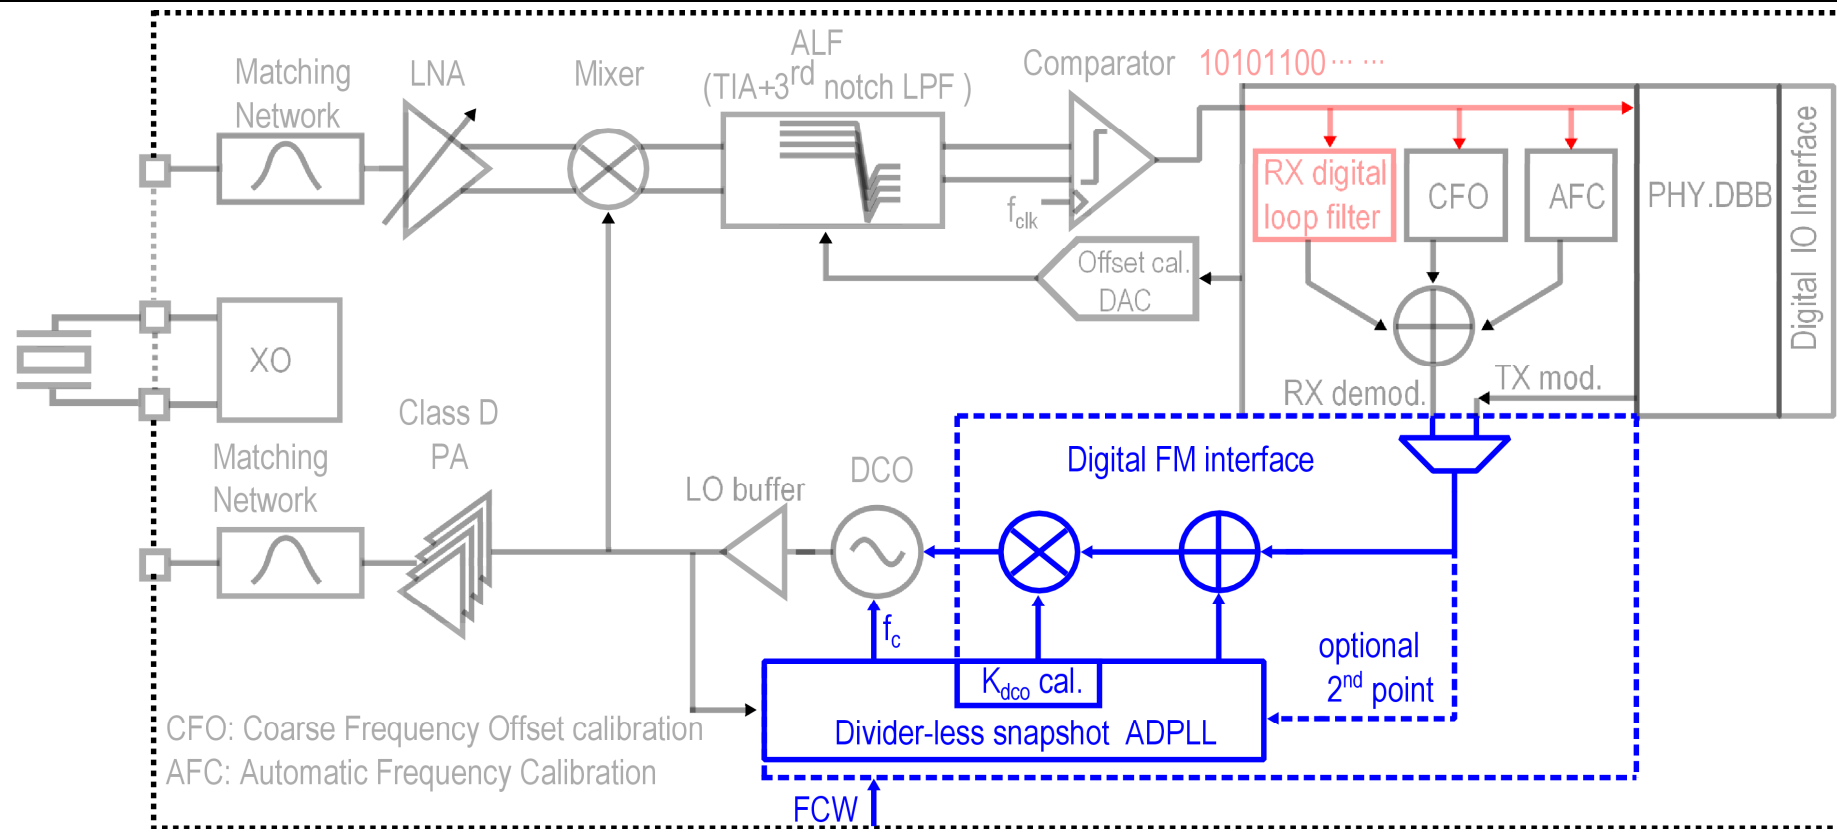 ALF
Matching
Network
LNA
Mixer
(TIA+3rd notch LPF )
Comparator
10101100··· ···
fclk
Offset cal.
DAC
RX digital
loop filter
CFO
AFC
PHY.DBB
Digital IO Interface
XO
RX demod.
TX mod.
Class D
PA
Matching
Network
LO buffer
DCO
Digital FM interface
fc
optional
2nd point
Kdco cal.
Divider-less snapshot ADPLL
CFO: Coarse Frequency Offset calibration
AFC: Automatic Frequency Calibration
FCW